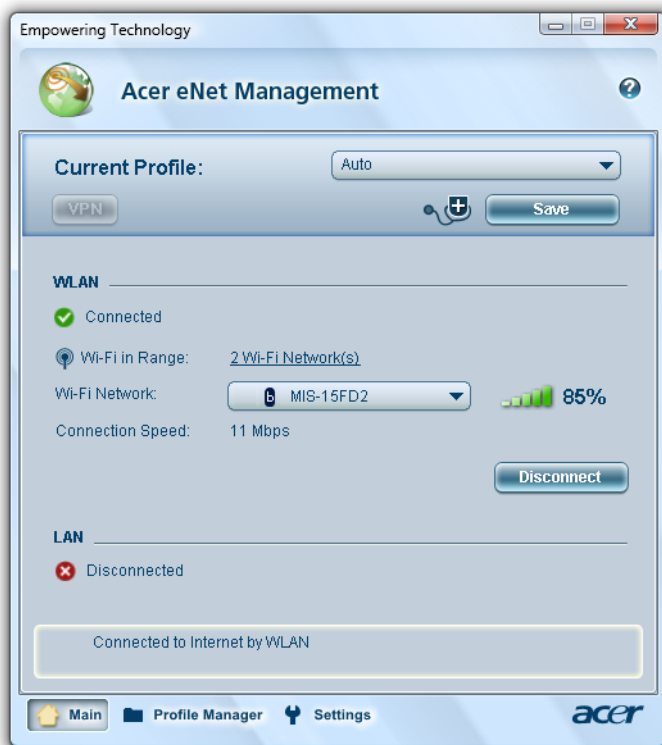 Empowering Technology
Acer eNet Management
Current Profile:
Auto
VPN
Save
WLAN
Connected
Wi-Fi in Range:
2 Wi-Fi Network(s)
Wi-Fi Network:
b MIS-15FD2
85%
Connection Speed:
11 Mbps
Disconnect
LAN
Disconnected
Connected to Internet by WLAN
Main
Profile Manager
Settings
acer